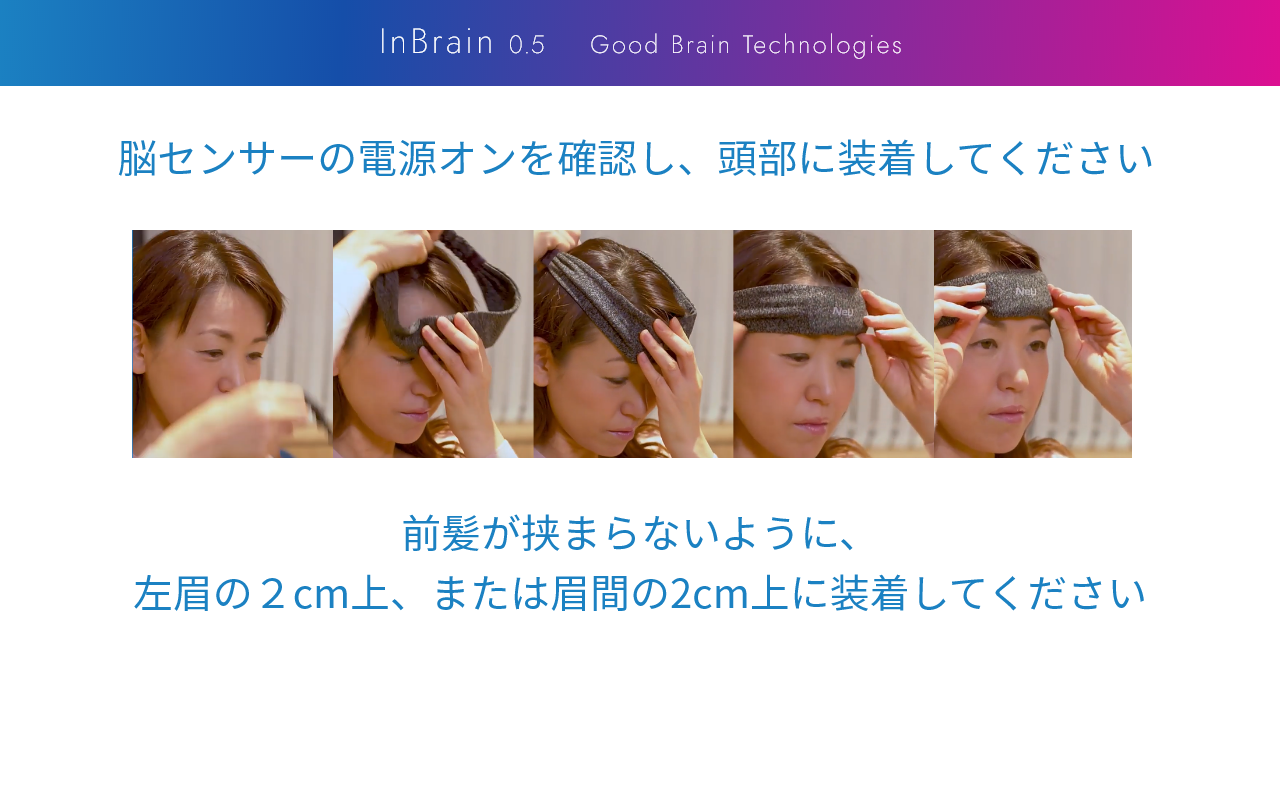 InBrain 0.5 Good Brain Technologies
脳センサーの電源オンを確認し、頭部に装着してください
NeU
NeU
前髪が挟まらないように、
左眉の２cm上、または眉間の2cm上に装着してください